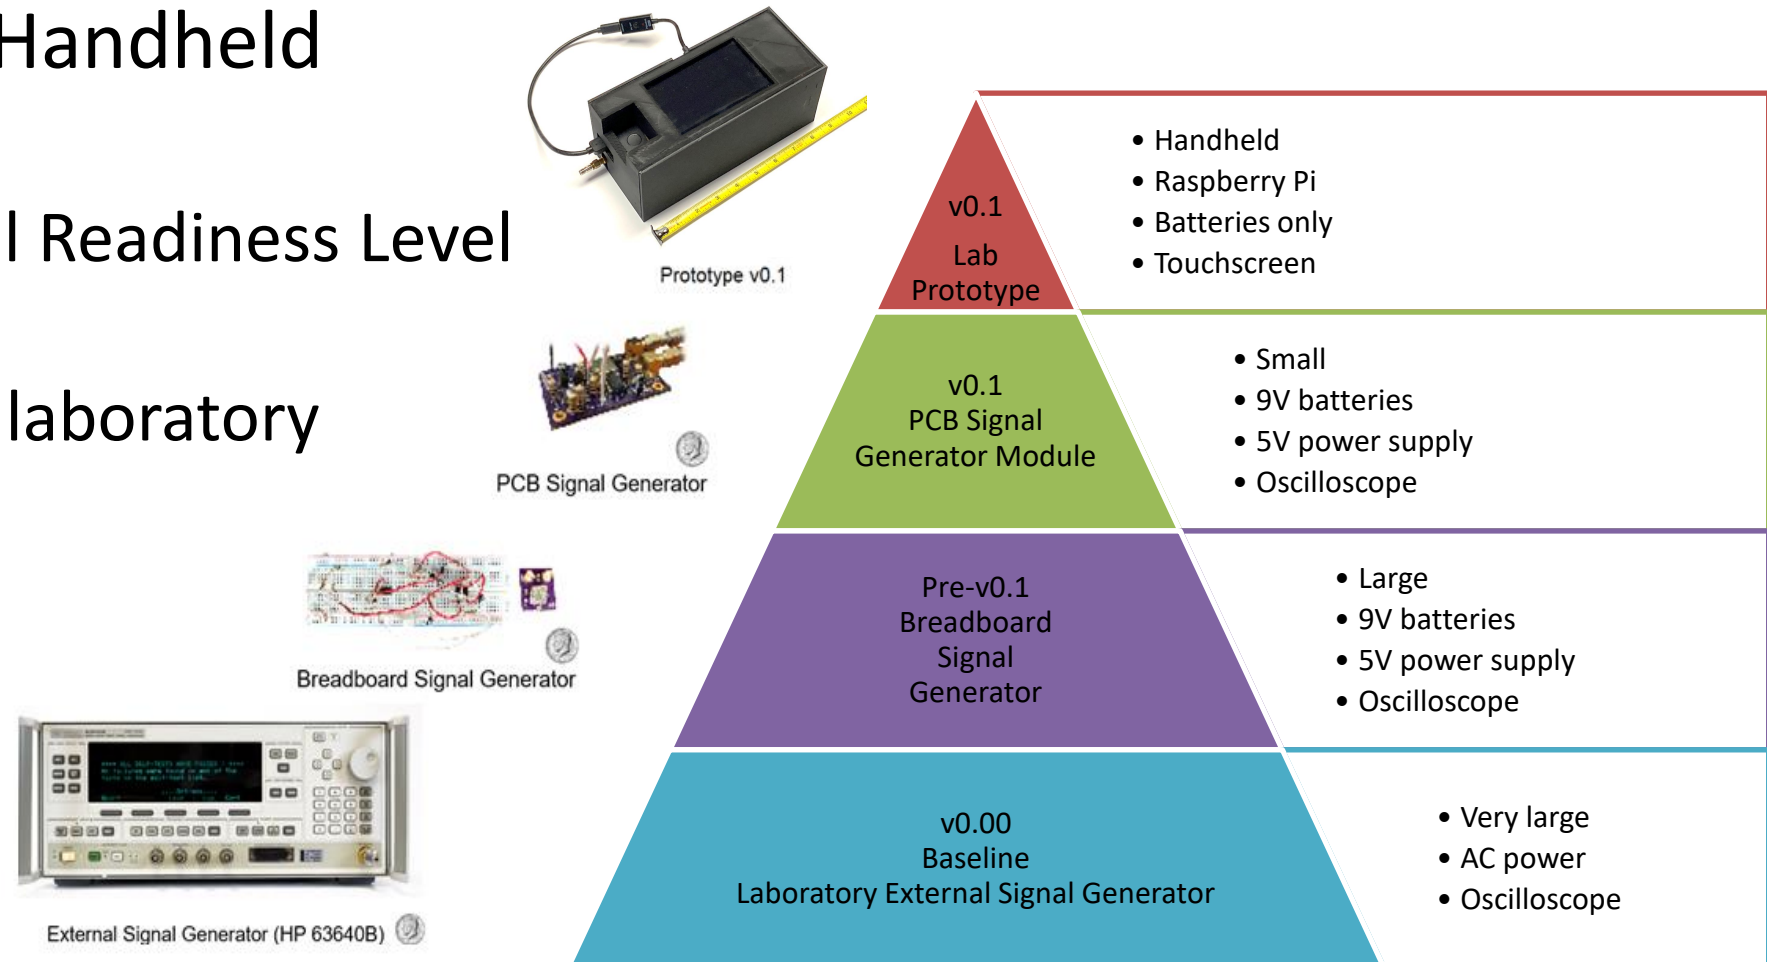 Handheld
l Readiness Level
laboratory
Prototype v0.1
PCB Signal Generator
Breadboard Signal Generator
External Signal Generator (HP 63640B)
v0.1
Lab
Prototype
• Handheld
• Raspberry Pi
• Batteries only
• Touchscreen
v0.1
PCB Signal
Generator Module
• Small
• 9V batteries
• 5V power supply
• Oscilloscope
Pre-v0.1
Breadboard
Signal
Generator
• Large
• 9V batteries
• 5V power supply
• Oscilloscope
v0.00
Baseline
Laboratory External Signal Generator
• Very large
• AC power
• Oscilloscope